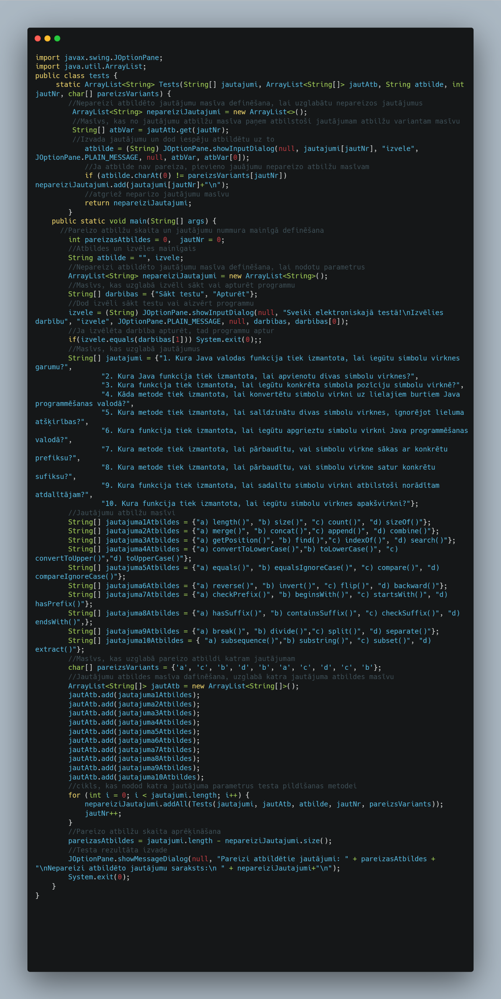 import javax.swing.JOptionPane;
import java.util.ArrayList;
public class tests {
     static ArrayList<String> Tests(String[] jautajumi, ArrayList<String[]> jautAtb, String atbilde, int
jautNr, char[] pareizsVariants) {
        //Nepareizi atbildēto jautājumu masīva definēšana, lai uzglabātu nepareizos jautājumus
         ArrayList<String> nepareiziJautajumi = new ArrayList<>();
         //Masīvs, kas no jautājumu atbilžu masīva paņem atbilstoši jautājumam atbilžu variantam masīvu
         String[] atbVar = jautAtb.get(jautNr);
         //Izvada jautājumu un dod iespēju atbildētu uz to
            atbilde = (String) JOptionPane.showInputDialog(null, jautajumi[jautNr], "izvele",
JOptionPane.PLAIN_MESSAGE, null, atbVar, atbVar[0]);
            //Ja atbilde nav pareiza, pievieno jauājumu nepareizo atbilžu masīvam
            if (atbilde.charAt(0) != pareizsVariants[jautNr])
nepareiziJautajumi.add(jautajumi[jautNr]+"\n");
            //atgriež neparizo jautājumu masīvu
            return nepareiziJautajumi;
        }
    public static void main(String[] args) {
      //Pareizo atbilžu skaita un jautājumu nummura mainīgā definēšana
        int pareizasAtbildes = 0,  jautNr = 0;
        //Atbildes un izvēles mainīgais
        String atbilde = "", izvele;
        //Nepareizi atbildēto jautājumu masīva definēšana, lai nodotu parametrus
        ArrayList<String> nepareiziJautajumi = new ArrayList<String>();
        //Masīvs, kas uzglabā izvēli sākt vai apturēt programmu
        String[] darbibas = {"Sākt testu", "Apturēt"};
        //Dod izvēli sākt testu vai aizvērt programmu
        izvele = (String) JOptionPane.showInputDialog(null, "Sveiki elektroniskajā testā!\nIzvēlies
darbību", "izvele", JOptionPane.PLAIN_MESSAGE, null, darbibas, darbibas[0]);
        //Ja izvēlēta darbība apturēt, tad programmu aptur
        if(izvele.equals(darbibas[1])) System.exit(0);;
        //Masīvs, kas uzglabā jautājumus
        String[] jautajumi = {"1. Kura Java valodas funkcija tiek izmantota, lai iegūtu simbolu virknes
garumu?",
                "2. Kura Java funkcija tiek izmantota, lai apvienotu divas simbolu virknes?",
                "3. Kura funkcija tiek izmantota, lai iegūtu konkrēta simbola pozīciju simbolu virknē?",
                "4. Kāda metode tiek izmantota, lai konvertētu simbolu virkni uz lielajiem burtiem Java
programmēšanas valodā?",
                "5. Kura metode tiek izmantota, lai salīdzinātu divas simbolu virknes, ignorējot lieluma
atšķirības?",
                "6. Kura funkcija tiek izmantota, lai iegūtu apgrieztu simbolu virkni Java programmēšanas
valodā?",
                "7. Kura metode tiek izmantota, lai pārbaudītu, vai simbolu virkne sākas ar konkrētu
prefiksu?",
                "8. Kura metode tiek izmantota, lai pārbaudītu, vai simbolu virkne satur konkrētu
sufiksu?",
                "9. Kura funkcija tiek izmantota, lai sadalītu simbolu virkni atbilstoši norādītam
atdalītājam?",
                "10. Kura funkcija tiek izmantota, lai iegūtu simbolu virknes apakšvirkni?"};
        //Jautājumu atbilžu masīvi
        String[] jautajuma1Atbildes = {"a) length()", "b) size()", "c) count()", "d) sizeOf()"};
        String[] jautajuma2Atbildes = {"a) merge()", "b) concat()","c) append()", "d) combine()"};
        String[] jautajuma3Atbildes = {"a) getPosition()", "b) find()","c) indexOf()", "d) search()"};
        String[] jautajuma4Atbildes = {"a) convertToLowerCase()","b) toLowerCase()", "c)
convertToUpper()","d) toUpperCase()"};
        String[] jautajuma5Atbildes = {"a) equals()", "b) equalsIgnoreCase()", "c) compare()", "d)
compareIgnoreCase()"};
        String[] jautajuma6Atbildes = {"a) reverse()", "b) invert()", "c) flip()", "d) backward()"};
        String[] jautajuma7Atbildes = {"a) checkPrefix()", "b) beginsWith()", "c) startsWith()", "d)
hasPrefix()"};
        String[] jautajuma8Atbildes = {"a) hasSuffix()", "b) containsSuffix()", "c) checkSuffix()", "d)
endsWith()",};
        String[] jautajuma9Atbildes = {"a) break()", "b) divide()","c) split()", "d) separate()"};
        String[] jautajuma10Atbildes = { "a) subsequence()","b) substring()", "c) subset()", "d)
extract()"};
        //Masīvs, kas uzglabā pareizo atbildi katram jautājumam
        char[] pareizsVariants = {'a', 'c', 'b', 'd', 'b', 'a', 'c', 'd', 'c', 'b'};
        //Jautājumu atbildes masīva dafinēšana, uzglabā katra jautājuma atbildes masīvu
        ArrayList<String[]> jautAtb = new ArrayList<String[]>();
        jautAtb.add(jautajuma1Atbildes);
        jautAtb.add(jautajuma2Atbildes);
        jautAtb.add(jautajuma3Atbildes);
        jautAtb.add(jautajuma4Atbildes);
        jautAtb.add(jautajuma5Atbildes);
        jautAtb.add(jautajuma6Atbildes);
        jautAtb.add(jautajuma7Atbildes);
        jautAtb.add(jautajuma8Atbildes);
        jautAtb.add(jautajuma9Atbildes);
        jautAtb.add(jautajuma10Atbildes);
        //cikls, kas nodod katra jautājuma parametrus testa pildīšanas metodei
        for (int i = 0; i < jautajumi.length; i++) {
            nepareiziJautajumi.addAll(Tests(jautajumi, jautAtb, atbilde, jautNr, pareizsVariants));
            jautNr++;
        }
        //Pareizo atbilžu skaita aprēķināšana
        pareizasAtbildes = jautajumi.length - nepareiziJautajumi.size();
        //Testa rezultāta izvade
        JOptionPane.showMessageDialog(null, "Pareizi atbildētie jautājumi: " + pareizasAtbildes +
"\nNepareizi atbildēto jautājumu saraksts:\n " + nepareiziJautajumi+"\n");
        System.exit(0);
    }
}